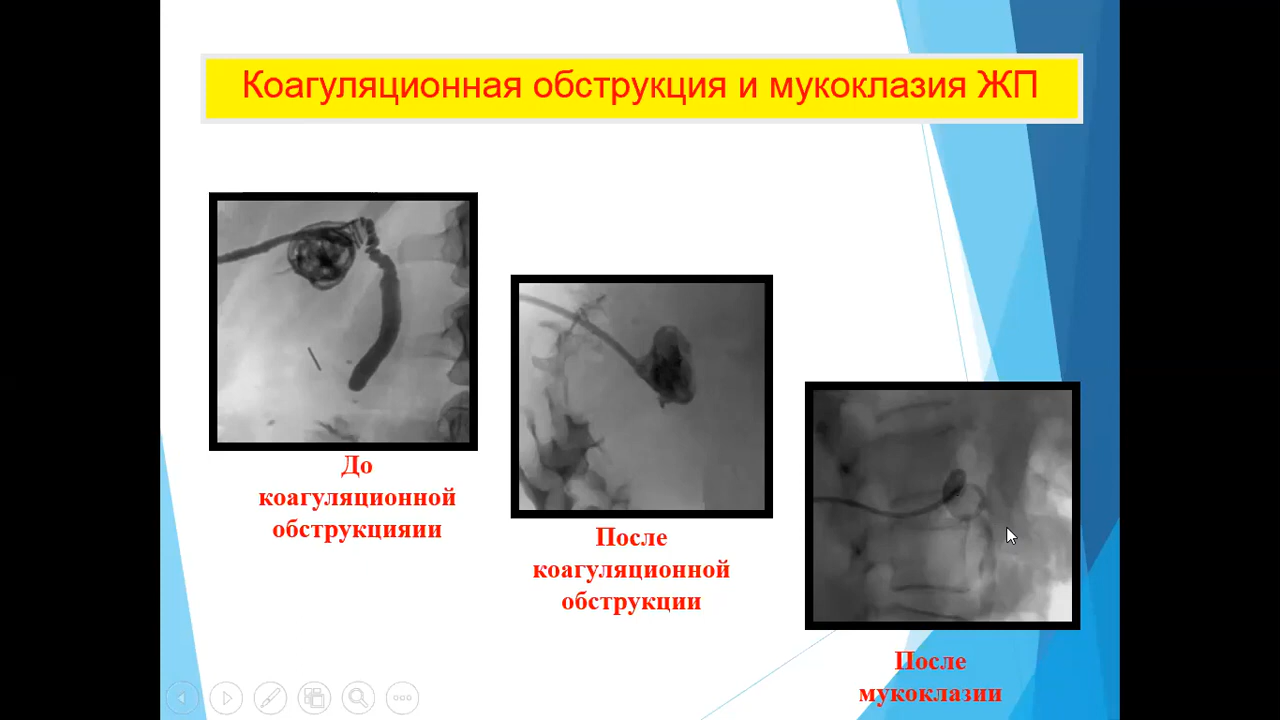 Коагуляционная обструкция и мукоклазия ЖП
До
коагуляционной
обструкцияии
После
коагуляционной
обструкции
После
мукоклазии